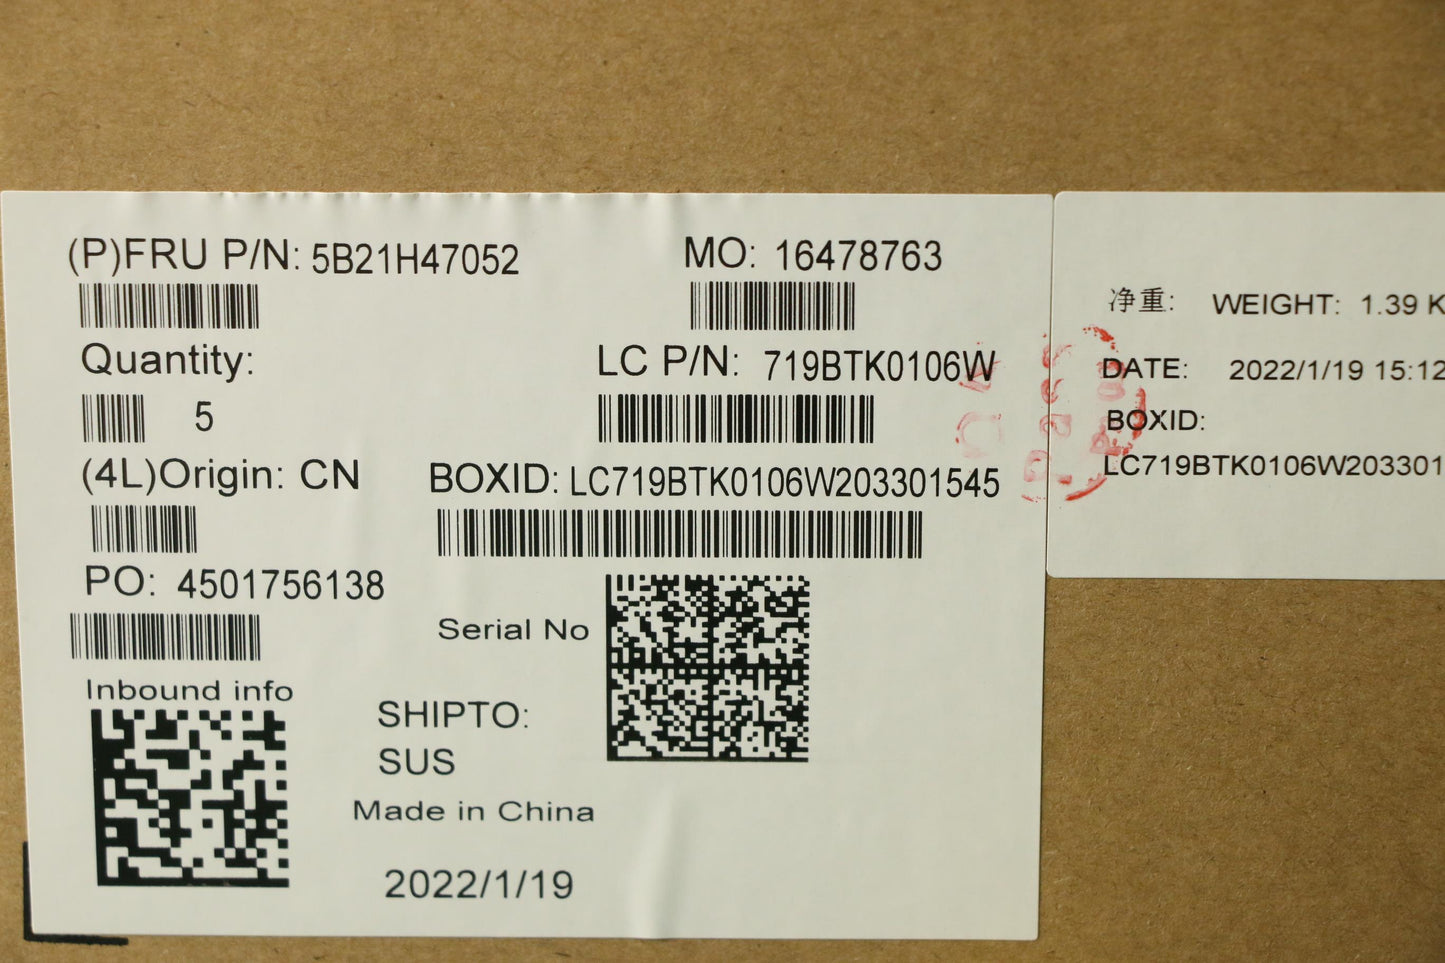 (P)FRU P/N: 5B21H47052
MO: 16478763
Quantity:
5
LC P/N: 719BTK0106W
(4L)Origin: CN
BOXID: LC719BTK0106W203301545
PO: 4501756138
Serial No
Inbound info
SHIPTO:
SUS
Made in China
2022/1/19
净重: WEIGHT: 1.39 K
DATE: 2022/1/19 15:12
BOXID:
LC719BTK0106W203301